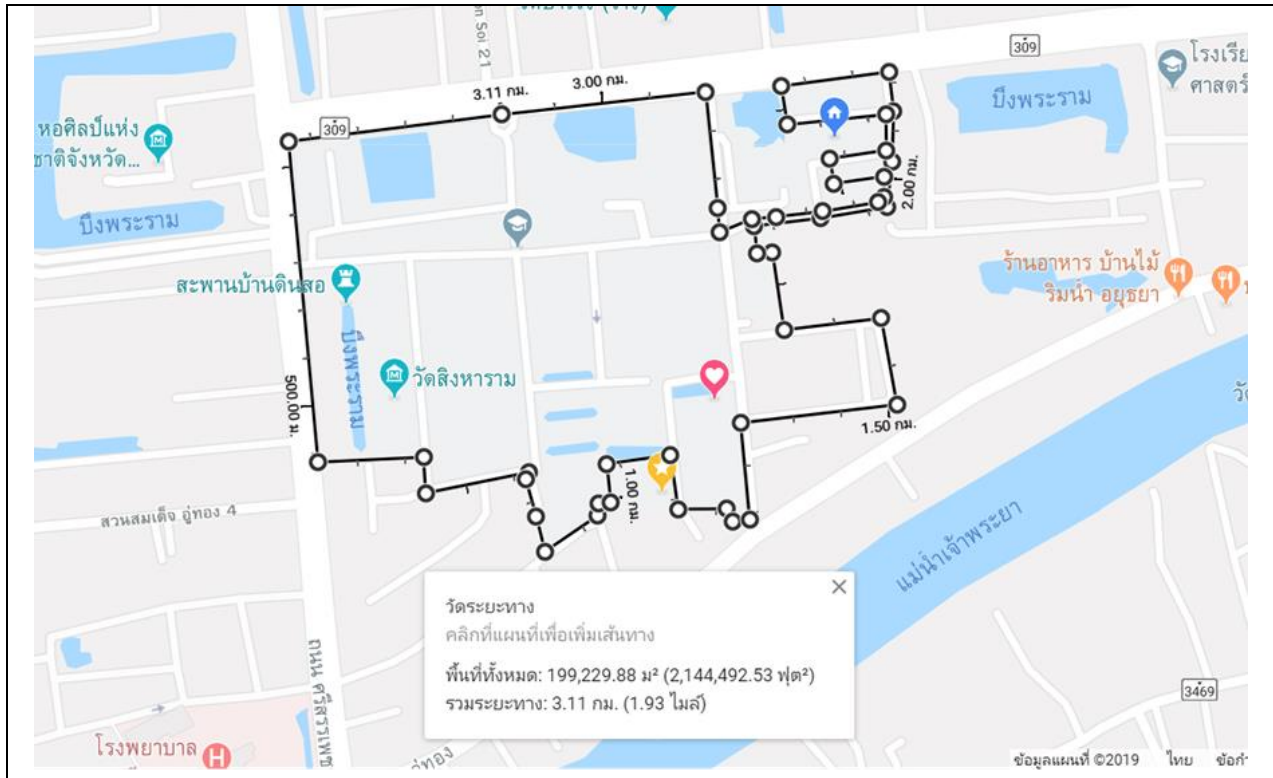 309
โรงเรีย
ศาสตร์
on Soi 21
3.11 กม.
3.00 กม.
บึงพระราม
หอศิลป์แห่ง
ชาติจังหวัด...
309
2.00 กม.
บึงพระราม
ร้านอาหาร บ้านไม้
ริมน้ำ อยุธยา
สะพานบ้านดินสอ
บึงพระราม
วัดสิงหาราม
500.00 ม.
1.50 กม.
1.00 กม.
สวนสมเด็จ อู่ทอง 4
แม่น้ำเจ้าพระยา
วัดระยะทาง
คลิกที่แผนที่เพื่อเพิ่มเส้นทาง
พื้นที่ทั้งหมด: 199,229.88 ม² (2,144,492.53 ฟุต²)
รวมระยะทาง: 3.11 กม. (1.93 ไมล์)
ถนน ศรีสรรเพช
3469
โรงพยาบาล
อู่ทอง
ข้อมูลแผนที่ ©2019 ไทย ข้อกำ